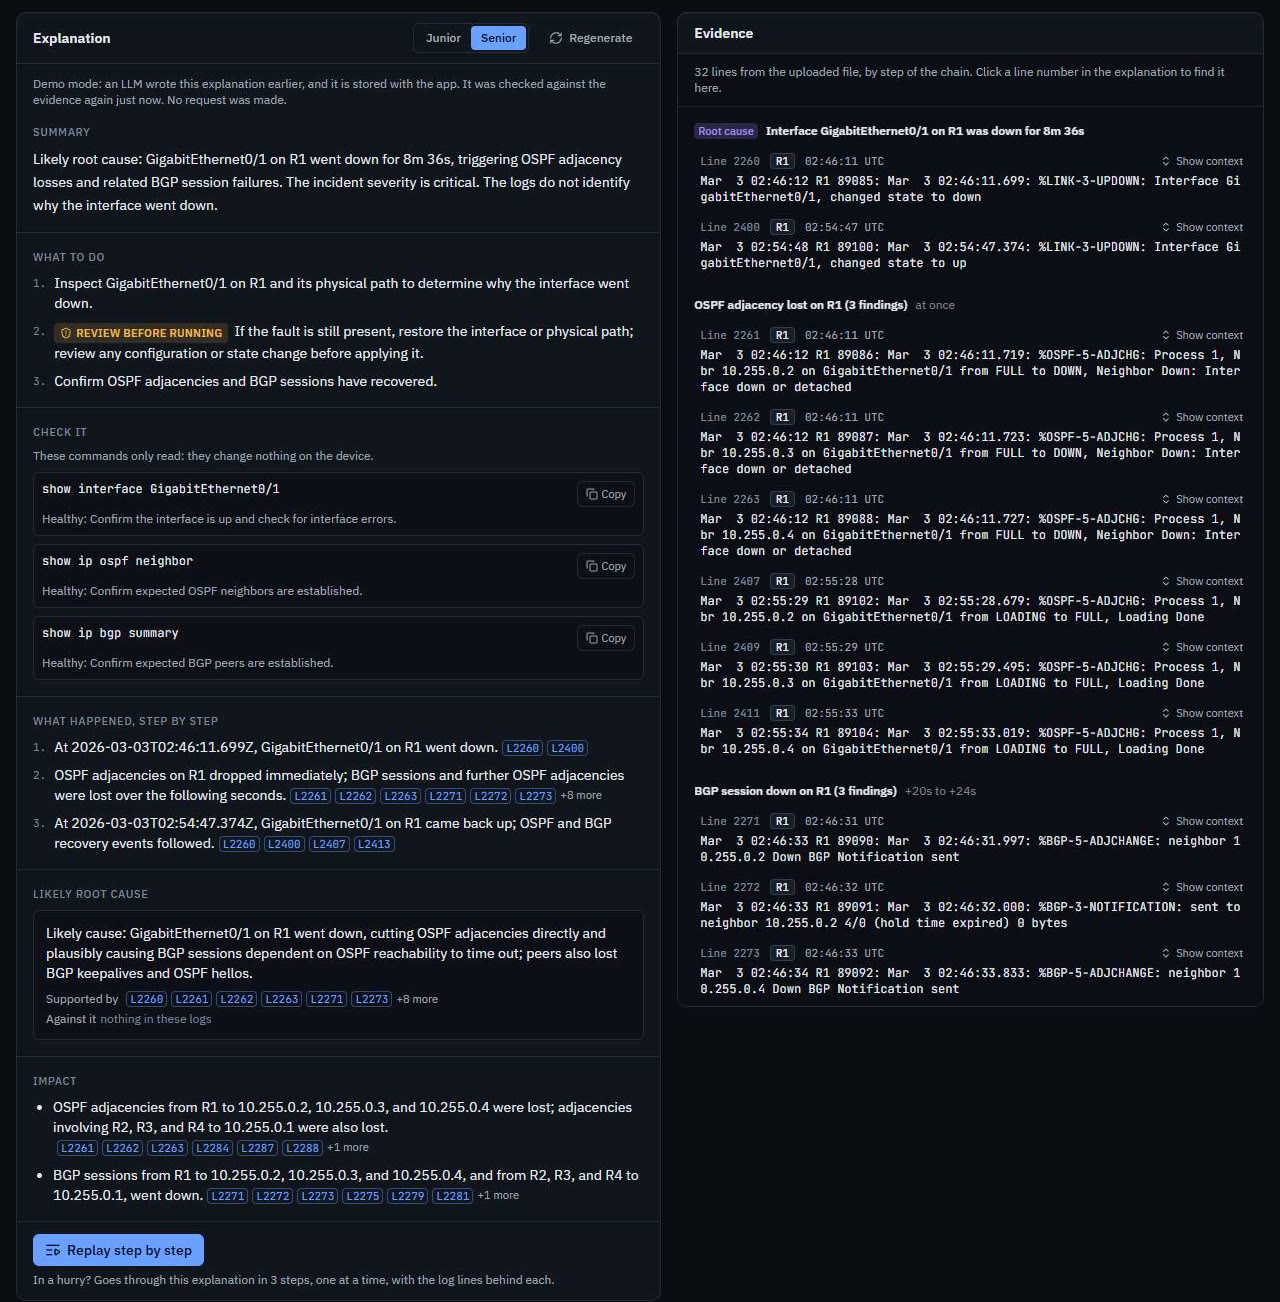 Explanation
Junior
Senior
Regenerate
Demo mode: an LLM wrote this explanation earlier, and it is stored with the app. It was checked against the
evidence again just now. No request was made.
SUMMARY
Likely root cause: GigabitEthernet0/1 on R1 went down for 8m 36s, triggering OSPF adjacency
losses and related BGP session failures. The incident severity is critical. The logs do not identify
why the interface went down.
WHAT TO DO
1. Inspect GigabitEthernet0/1 on R1 and its physical path to determine why the interface went
down.
2. REVIEW BEFORE RUNNING If the fault is still present, restore the interface or physical path;
review any configuration or state change before applying it.
3. Confirm OSPF adjacencies and BGP sessions have recovered.
CHECK IT
These commands only read: they change nothing on the device.
show interface GigabitEthernet0/1
Copy
Healthy: Confirm the interface is up and check for interface errors.
show ip ospf neighbor
Copy
Healthy: Confirm expected OSPF neighbors are established.
show ip bgp summary
Copy
Healthy: Confirm expected BGP peers are established.
WHAT HAPPENED, STEP BY STEP
1. At 2026-03-03T02:46:11.699Z, GigabitEthernet0/1 on R1 went down. L2260 L2400
2. OSPF adjacencies on R1 dropped immediately; BGP sessions and further OSPF adjacencies
were lost over the following seconds. L2261 L2262 L2263 L2271 L2272 L2273 +8 more
3. At 2026-03-03T02:54:47.374Z, GigabitEthernet0/1 on R1 came back up; OSPF and BGP
recovery events followed. L2260 L2400 L2407 L2413
LIKELY ROOT CAUSE
Likely cause: GigabitEthernet0/1 on R1 went down, cutting OSPF adjacencies directly and
plausibly causing BGP sessions dependent on OSPF reachability to time out; peers also lost
BGP keepalives and OSPF hellos.
Supported by L2260 L2261 L2262 L2263 L2271 L2273 +8 more
Against it nothing in these logs
IMPACT
• OSPF adjacencies from R1 to 10.255.0.2, 10.255.0.3, and 10.255.0.4 were lost; adjacencies
involving R2, R3, and R4 to 10.255.0.1 were also lost.
L2261 L2262 L2263 L2284 L2287 L2288 +1 more
• BGP sessions from R1 to 10.255.0.2, 10.255.0.3, and 10.255.0.4, and from R2, R3, and R4 to
10.255.0.1, went down. L2271 L2272 L2273 L2275 L2279 L2281 +1 more
Replay step by step
In a hurry? Goes through this explanation in 3 steps, one at a time, with the log lines behind each.
Evidence
32 lines from the uploaded file, by step of the chain. Click a line number in the explanation to find it
here.
Root cause Interface GigabitEthernet0/1 on R1 was down for 8m 36s
Line 2260 R1 02:46:11 UTC Show context
Mar  3 02:46:12 R1 89085: Mar  3 02:46:11.699: %LINK-3-UPDOWN: Interface Gi
gabitEthernet0/1, changed state to down
Line 2400 R1 02:54:47 UTC Show context
Mar  3 02:54:48 R1 89100: Mar  3 02:54:47.374: %LINK-3-UPDOWN: Interface Gi
gabitEthernet0/1, changed state to up
OSPF adjacency lost on R1 (3 findings) at once
Line 2261 R1 02:46:11 UTC Show context
Mar  3 02:46:12 R1 89086: Mar  3 02:46:11.719: %OSPF-5-ADJCHG: Process 1, N
br 10.255.0.2 on GigabitEthernet0/1 from FULL to DOWN, Neighbor Down: Inter
face down or detached
Line 2262 R1 02:46:11 UTC Show context
Mar  3 02:46:12 R1 89087: Mar  3 02:46:11.723: %OSPF-5-ADJCHG: Process 1, N
br 10.255.0.3 on GigabitEthernet0/1 from FULL to DOWN, Neighbor Down: Inter
face down or detached
Line 2263 R1 02:46:11 UTC Show context
Mar  3 02:46:12 R1 89088: Mar  3 02:46:11.727: %OSPF-5-ADJCHG: Process 1, N
br 10.255.0.4 on GigabitEthernet0/1 from FULL to DOWN, Neighbor Down: Inter
face down or detached
Line 2407 R1 02:55:28 UTC Show context
Mar  3 02:55:29 R1 89102: Mar  3 02:55:28.679: %OSPF-5-ADJCHG: Process 1, N
br 10.255.0.2 on GigabitEthernet0/1 from LOADING to FULL, Loading Done
Line 2409 R1 02:55:29 UTC Show context
Mar  3 02:55:30 R1 89103: Mar  3 02:55:29.495: %OSPF-5-ADJCHG: Process 1, N
br 10.255.0.3 on GigabitEthernet0/1 from LOADING to FULL, Loading Done
Line 2411 R1 02:55:33 UTC Show context
Mar  3 02:55:34 R1 89104: Mar  3 02:55:33.019: %OSPF-5-ADJCHG: Process 1, N
br 10.255.0.4 on GigabitEthernet0/1 from LOADING to FULL, Loading Done
BGP session down on R1 (3 findings) +20s to +24s
Line 2271 R1 02:46:31 UTC Show context
Mar  3 02:46:33 R1 89090: Mar  3 02:46:31.997: %BGP-5-ADJCHANGE: neighbor 1
0.255.0.2 Down BGP Notification sent
Line 2272 R1 02:46:32 UTC Show context
Mar  3 02:46:33 R1 89091: Mar  3 02:46:32.000: %BGP-3-NOTIFICATION: sent to
neighbor 10.255.0.2 4/0 (hold time expired) 0 bytes
Line 2273 R1 02:46:33 UTC Show context
Mar  3 02:46:34 R1 89092: Mar  3 02:46:33.833: %BGP-5-ADJCHANGE: neighbor 1
0.255.0.4 Down BGP Notification sent